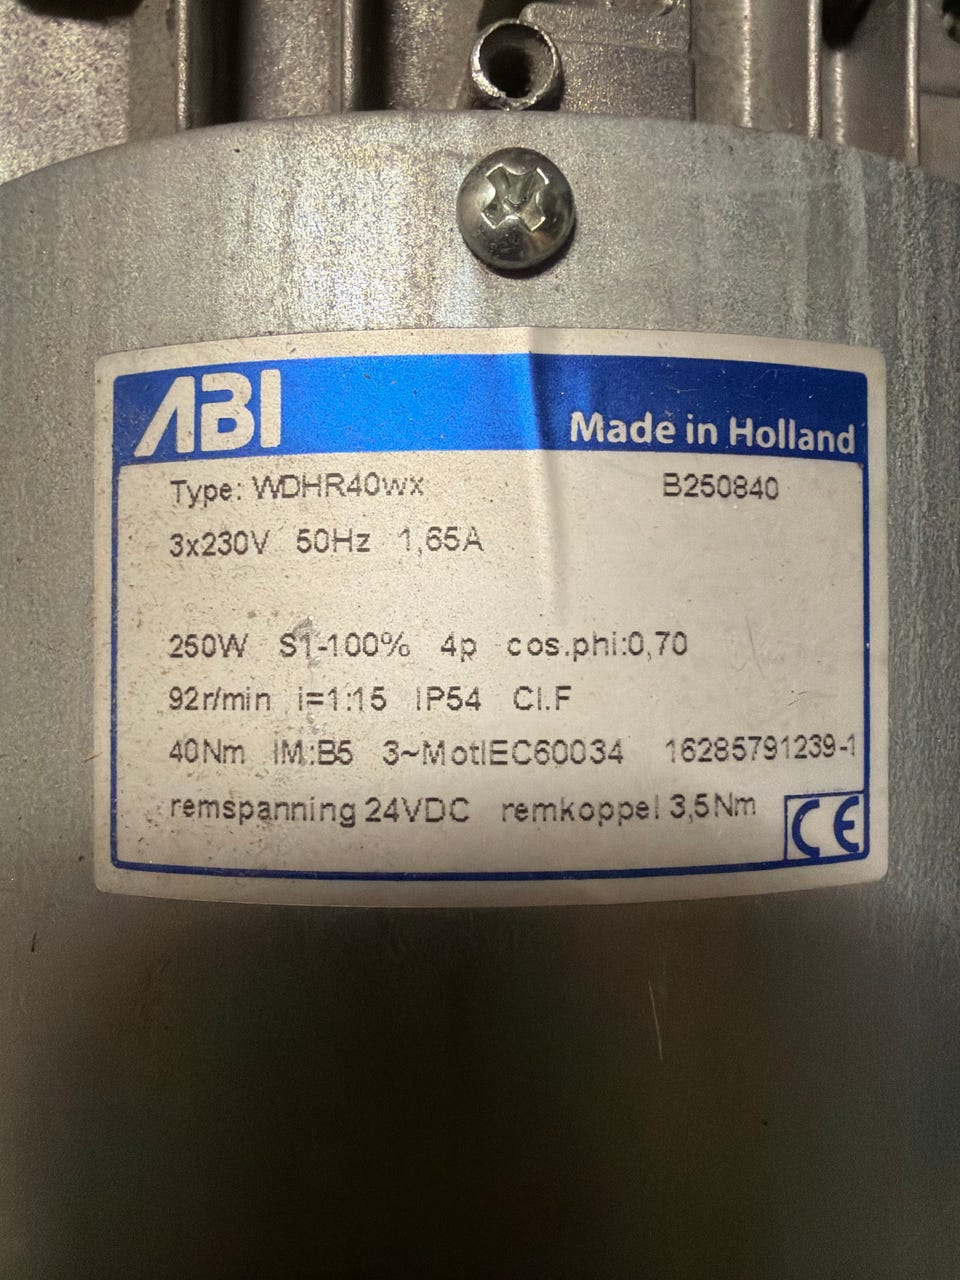 ABI
Made in Holland
Type: WDHR40wx B250840
3x230V 50Hz 1,65A
250W S1-100% 4p cos.phi:0,70
92r/min i=1:15 IP54 Cl.F
40Nm IM:B5 3~MotIEC60034 16285791239-1
remspanning 24VDC remkoppel 3,5Nm
CE